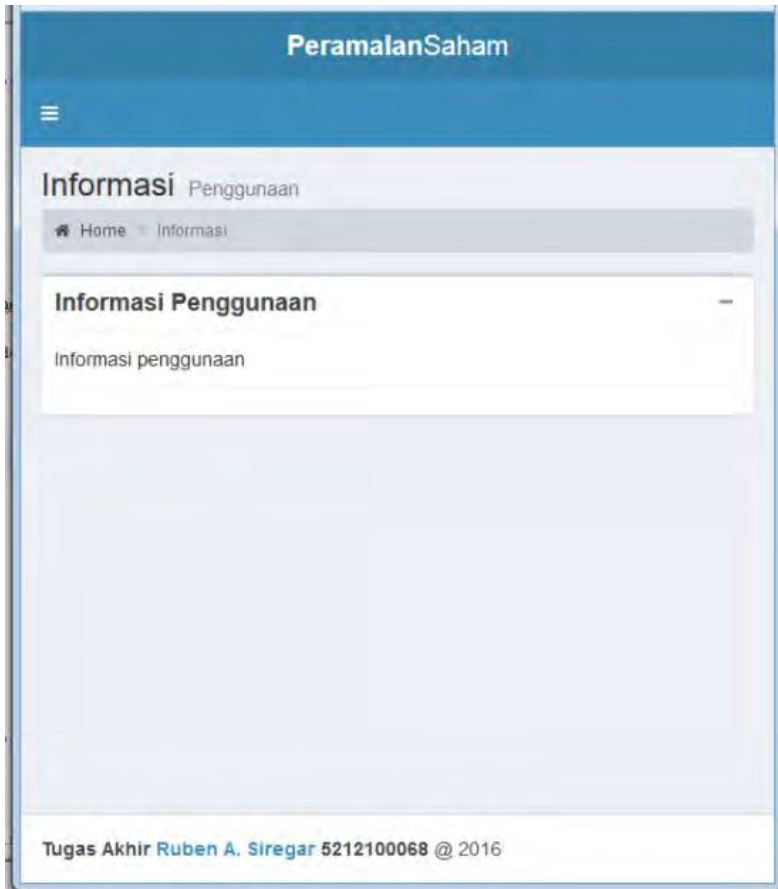 PeramalanSaham
Informasi Penggunaan
Home Informasi
Informasi Penggunaan
Informasi penggunaan
Tugas Akhir Ruben A. Siregar 5212100068 @ 2016